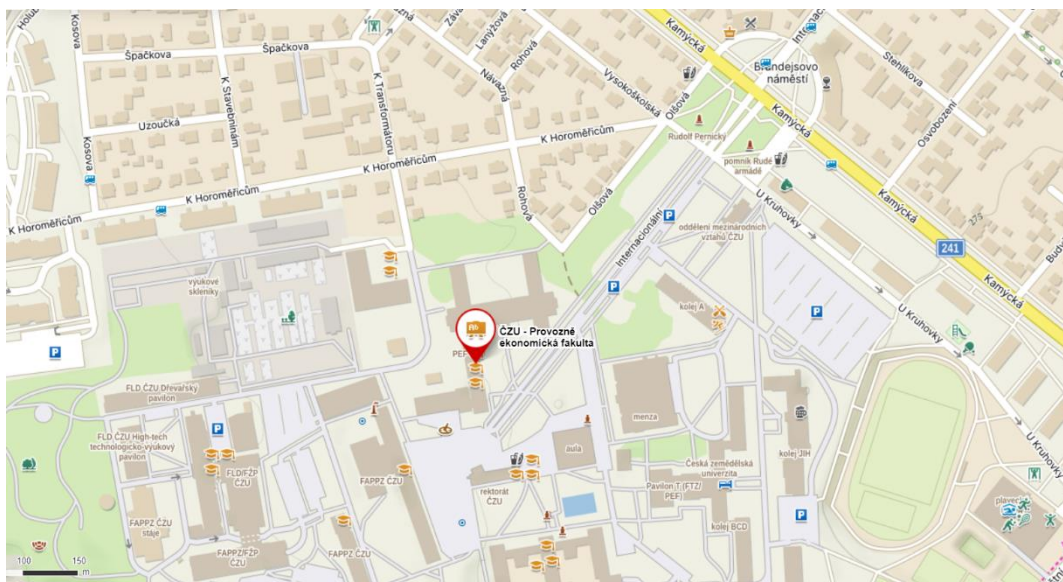 Holub
Kosova
Špačkova
Špačkova
K Stavebninám
Uzoučká
Kosova
K Transformátoru
Návazná
Lanýžová
Rohová
Návazná
Vysokoškolská
Olšová
Kamýcká
Brandejsovo
náměstí
Stehlíkova
Osvobození
Kamýcká
Rudolf Pernický
pomník Rudé
armádě
K Horoměřicům
K Horoměřicům
K Horoměřicům
Rohová
Olšová
Internacionální
oddělení mezinárodních
vztahů ČZU
U Kruhovky
Kamýcká
275
241
Kamýcká
výukové
skleníky
kolej A
U Kruhovky
ČZU - Provozně
ekonomická fakulta
PEF
FLD ČZU Dřevařský
pavilon
FLD ČZU High-tech
technologicko-výukový
pavilon
FLD/FŽP
ČZU
FAPPZ ČZU
menza
aula
rektorát
ČZU
Česká zemědělská
univerzita
Pavilon T (FTZ/
PEF)
kolej JIH
kolej BCD
U Kruhovky
FAPPZ ČZU
stáje
FAPPZ/FŽP
ČZU
FAPPZ ČZU
100 150
m